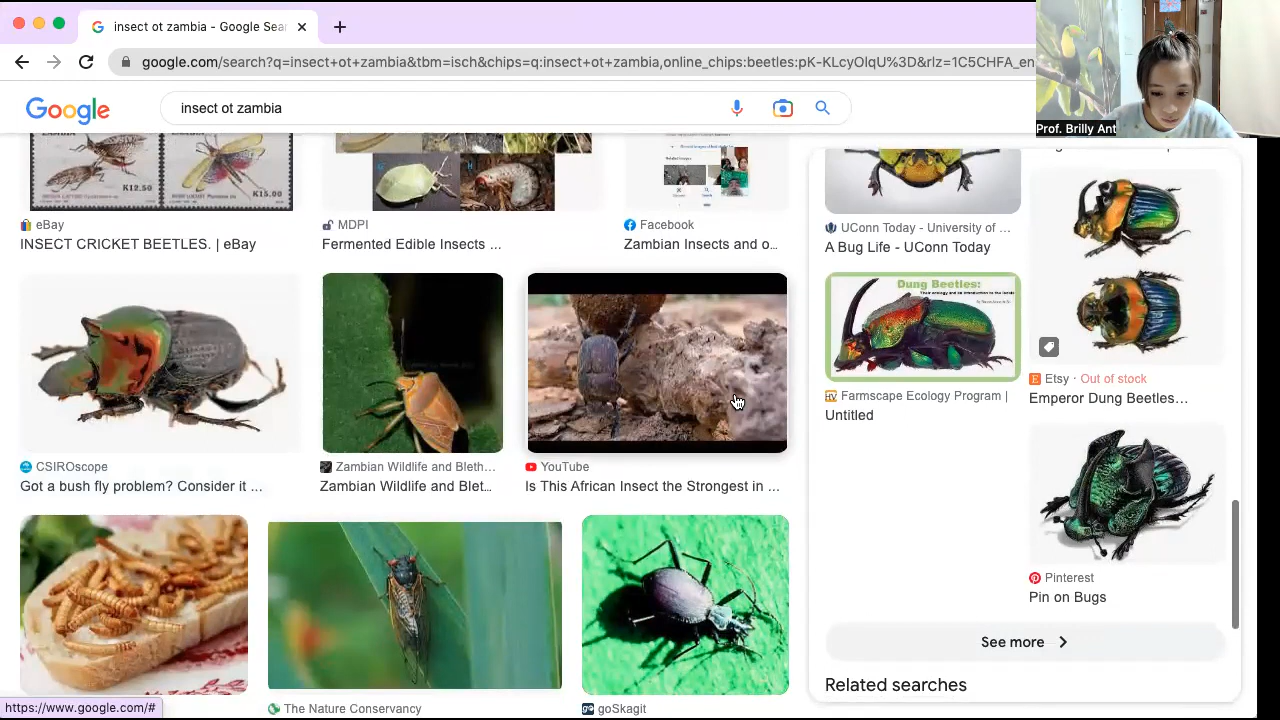 insect ot zambia - Google Sea
google.com/search?q=insect+ot+zambia&tbm=isch&chips=q:insect+ot+zambia,online_chips:beetles:pK-KLcyOlqU%3D&rlz=1C5CHFA_en
Prof. Brilly Ant
Google
insect ot zambia
ZAMBIA
ZAMBIA
K12.50
K15.00
eBay
INSECT CRICKET BEETLES. | eBay
MDPI
Fermented Edible Insects ...
Facebook
Zambian Insects and o...
CSIROscope
Got a bush fly problem? Consider it ...
Zambian Wildlife and Bleth...
Zambian Wildlife and Blet...
YouTube
Is This African Insect the Strongest in ...
The Nature Conservancy
goSkagit
UConn Today - University of ...
A Bug Life - UConn Today
Dung Beetles:
Farmscape Ecology Program |
Untitled
Etsy · Out of stock
Emperor Dung Beetles...
Pinterest
Pin on Bugs
See more
Related searches
https://www.google.com/#